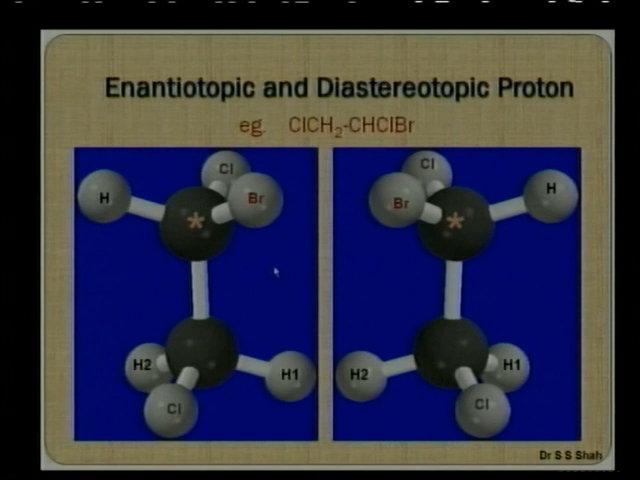 Enantiotopic and Diastereotopic Proton
eg. ClCH2-CHClBr
Cl
H
Br
*
H2
H1
Cl
Cl
H
Br
*
H2
H1
Cl
Dr S S Shah